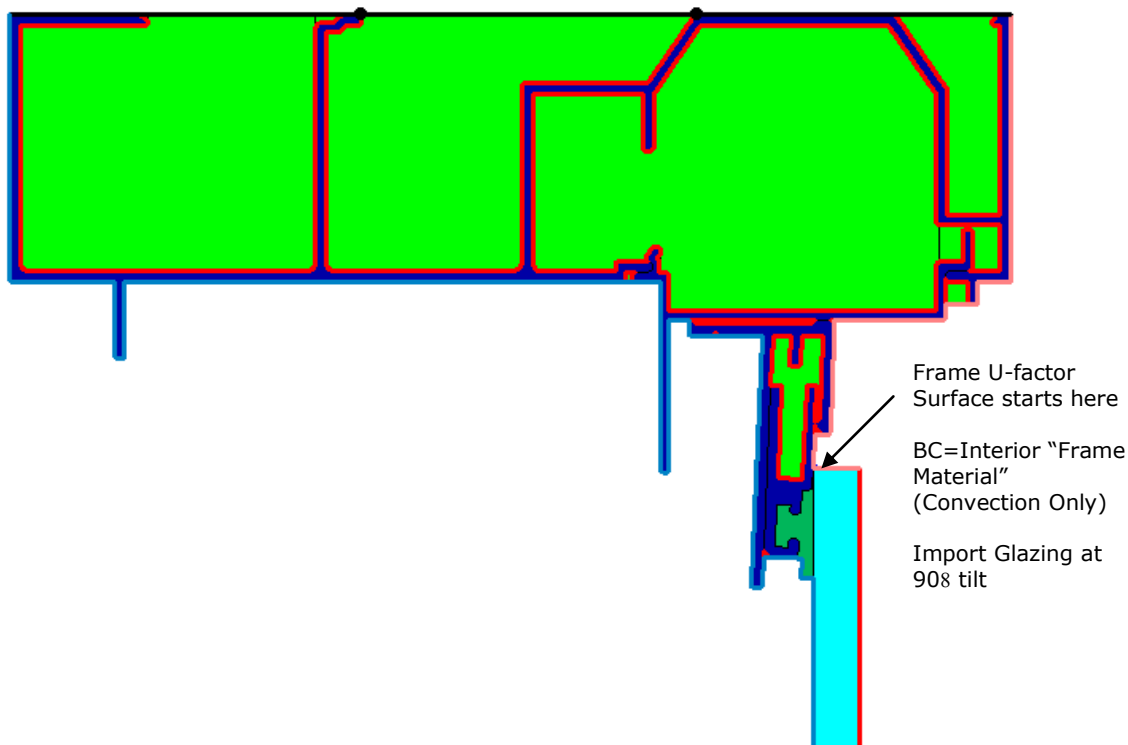 Frame U-factor
Surface starts here
BC=Interior “Frame
Material”
(Convection Only)
Import Glazing at
908 tilt